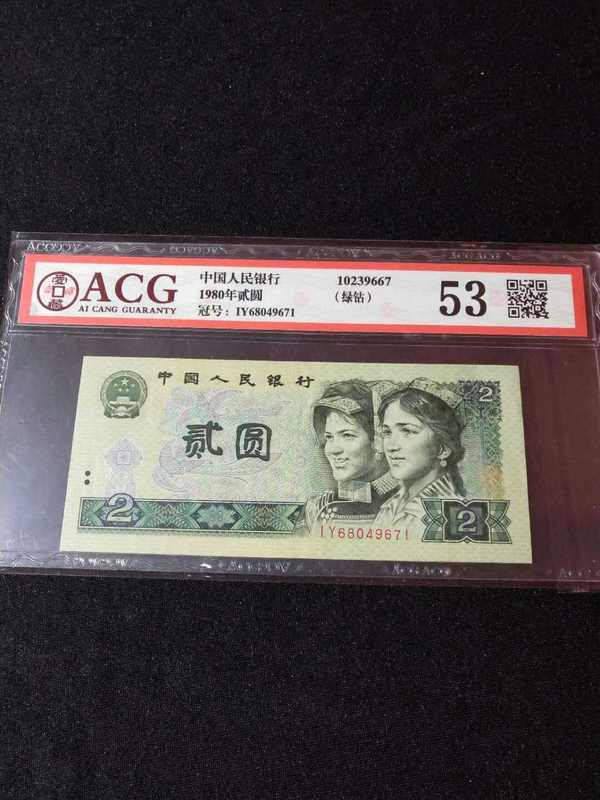 ACG
AI CANG GUARANTY
中国人民银行
1980年贰圆
冠号: IY68049671
10239667
(绿钻)
53
中国人民银行
2
贰圆
2
2
IY68049671